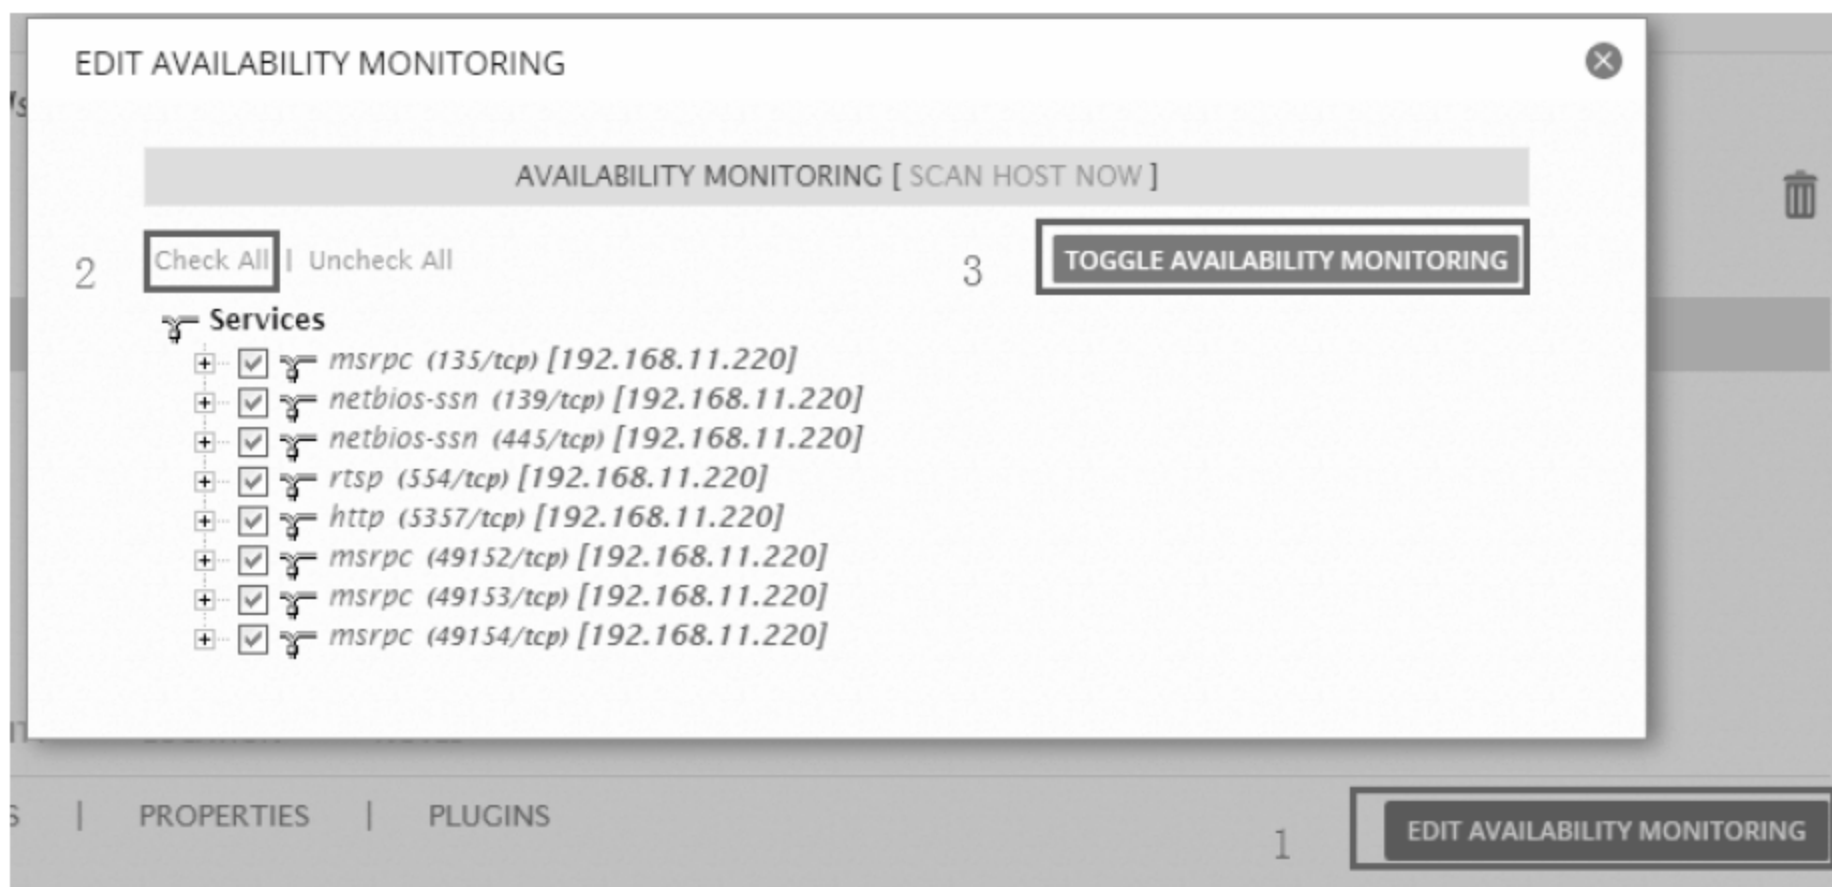 EDIT AVAILABILITY MONITORING
AVAILABILITY MONITORING [ SCAN HOST NOW ]
2 Check All | Uncheck All 3 TOGGLE AVAILABILITY MONITORING
Services
msrpc (135/tcp) [192.168.11.220]
netbios-ssn (139/tcp) [192.168.11.220]
netbios-ssn (445/tcp) [192.168.11.220]
rtsp (554/tcp) [192.168.11.220]
http (5357/tcp) [192.168.11.220]
msrpc (49152/tcp) [192.168.11.220]
msrpc (49153/tcp) [192.168.11.220]
msrpc (49154/tcp) [192.168.11.220]
S | PROPERTIES | PLUGINS 1 EDIT AVAILABILITY MONITORING